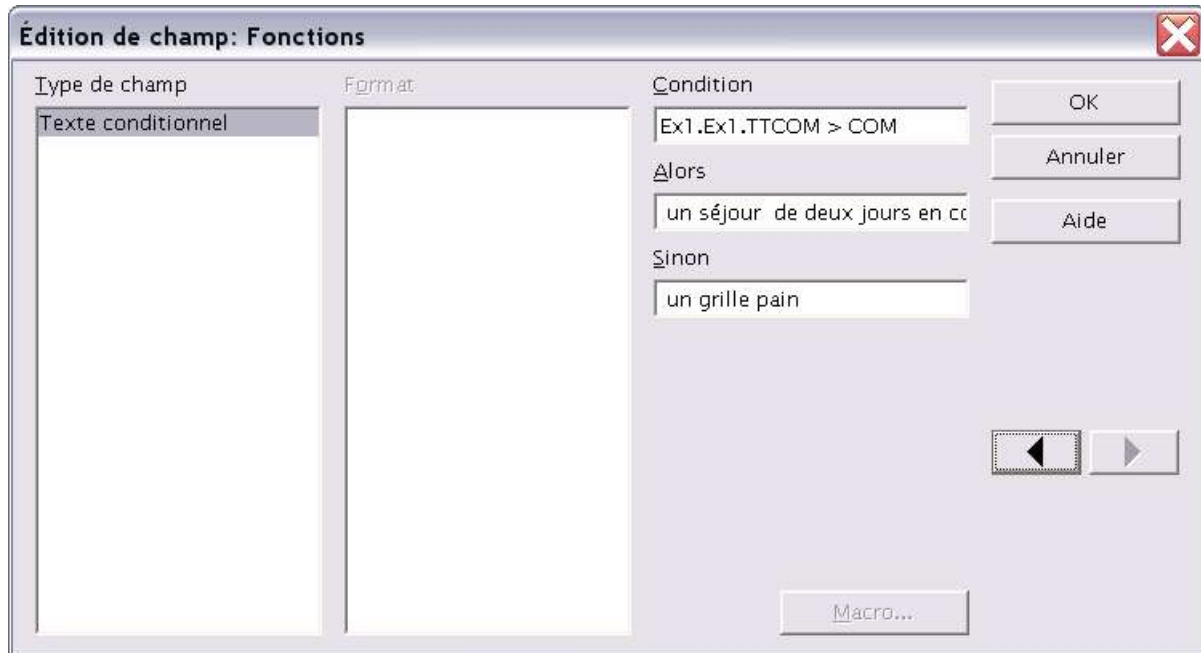 Édition de champ: Fonctions
Type de champ
Texte conditionnel
Format
Condition
Ex1.Ex1.TTCOM > COM
Alors
un séjour  de deux jours en co
Sinon
un grille pain
OK
Annuler
Aide
Macro...